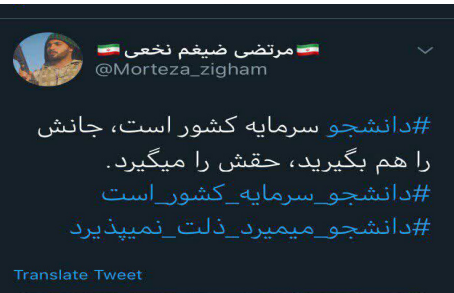 🇮🇷مرتضی ضیغم نخعی🇮🇷
@Morteza_zigham
#دانشجو سرمایه کشور است، جانش
را هم بگیرید، حقش را میگیرد.
#دانشجو_سرمایه_کشور_است
#دانشجو_میمیرد_ذلت_نمیپذیرد
Translate Tweet